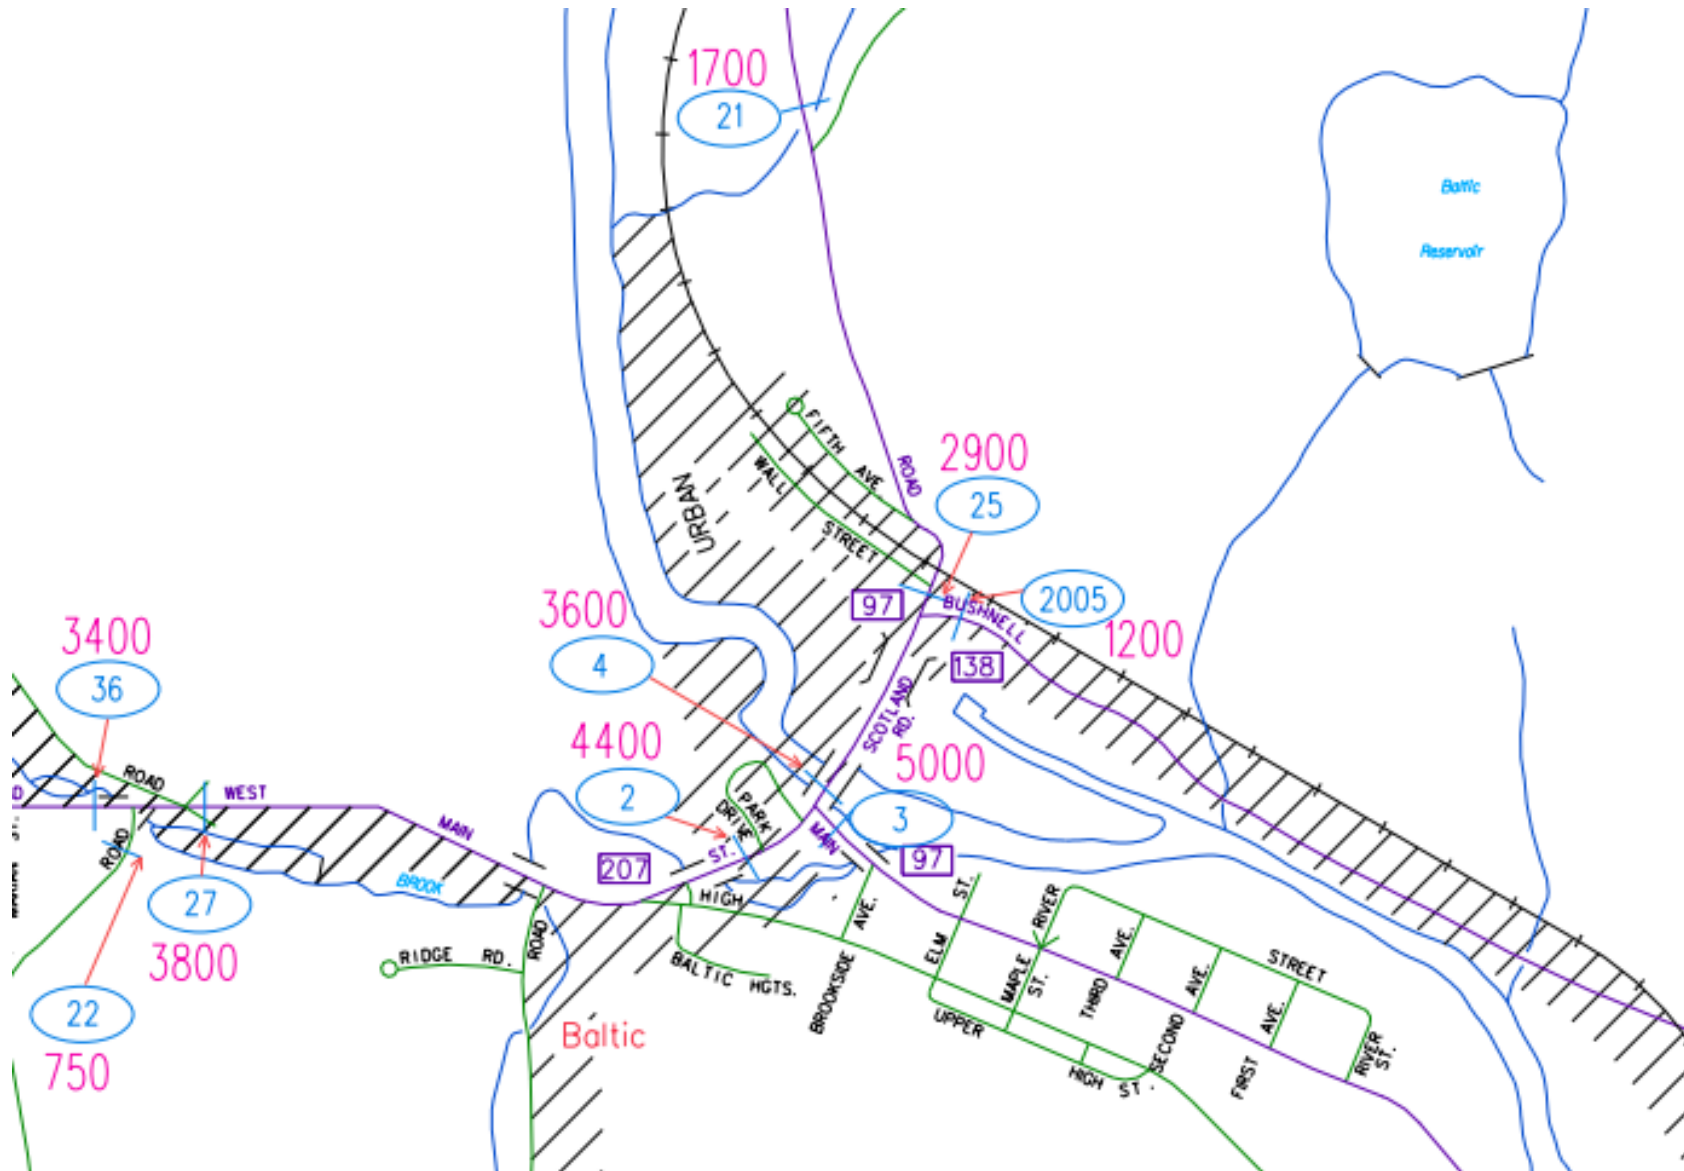 1700
21
Baltic
Reservoir
FIFTH AVE.
ROAD
2900
25
WALL STREET
URBAN
97
BUSHNELL
2005
1200
138
3600
4
3400
36
SCOTLAND RD.
4400
2
5000
3
ROAD
WEST
MAIN
PARK DRIVE
MAIN
ST.
97
207
D
ST.
ROAD
BROOK
27
3800
HIGH
AVE.
BROOKSIDE
ST.
ELM
RIVER
MAPLE ST.
AVE.
THIRD
AVE.
SECOND
STREET
AVE.
FIRST
RIVER ST.
RIDGE RD.
ROAD
BALTIC HGTS.
UPPER
HIGH ST.
22
750
Baltic